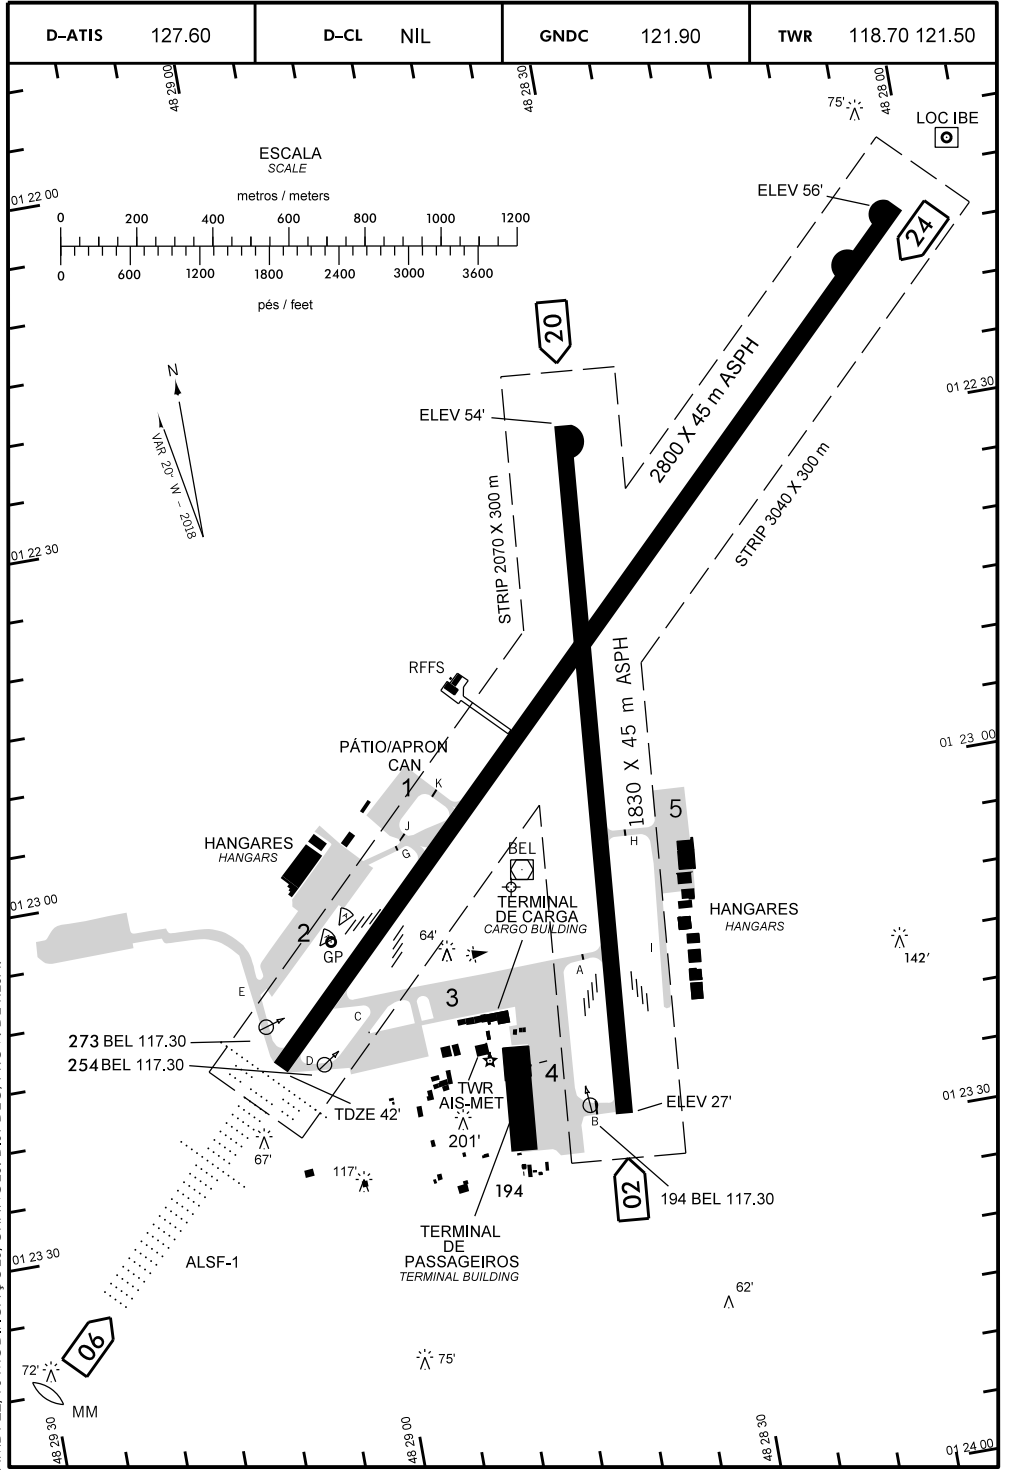 D-ATIS 127.60 D-CL NIL GNDC 121.90 TWR 118.70 121.50
48 29 00
48 28 30
48 28 00
75'
LOC IBE
ESCALA
SCALE
metros / meters
0 200 400 600 800 1000 1200
0 600 1200 1800 2400 3000 3600
pés / feet
01 22 00
ELEV 56'
24
20
N
VAR 20° W - 2018
ELEV 54'
2800 X 45 m ASPH
01 22 30
STRIP 3040 X 300 m
STRIP 2070 X 300 m
01 22 30
RFFS
1830 X 45 m ASPH
01 23 00
PÁTIO/APRON
CAN
1
K
J
G
5
H
HANGARES
HANGARS
BEL
TERMINAL
DE CARGA
CARGO BUILDING
HANGARES
HANGARS
01 23 00
2
GP
64'
142'
A
I
E
3
C
273 BEL 117.30
254 BEL 117.30
D
4
TWR
AIS-MET
TDZE 42'
ELEV 27'
01 23 30
B
201'
67'
117'
194
194 BEL 117.30
02
TERMINAL
DE
PASSAGEIROS
TERMINAL BUILDING
ALSF-1
01 23 30
62'
06
72'
75'
MM
48 29 30
48 29 00
48 28 30
01 24 00